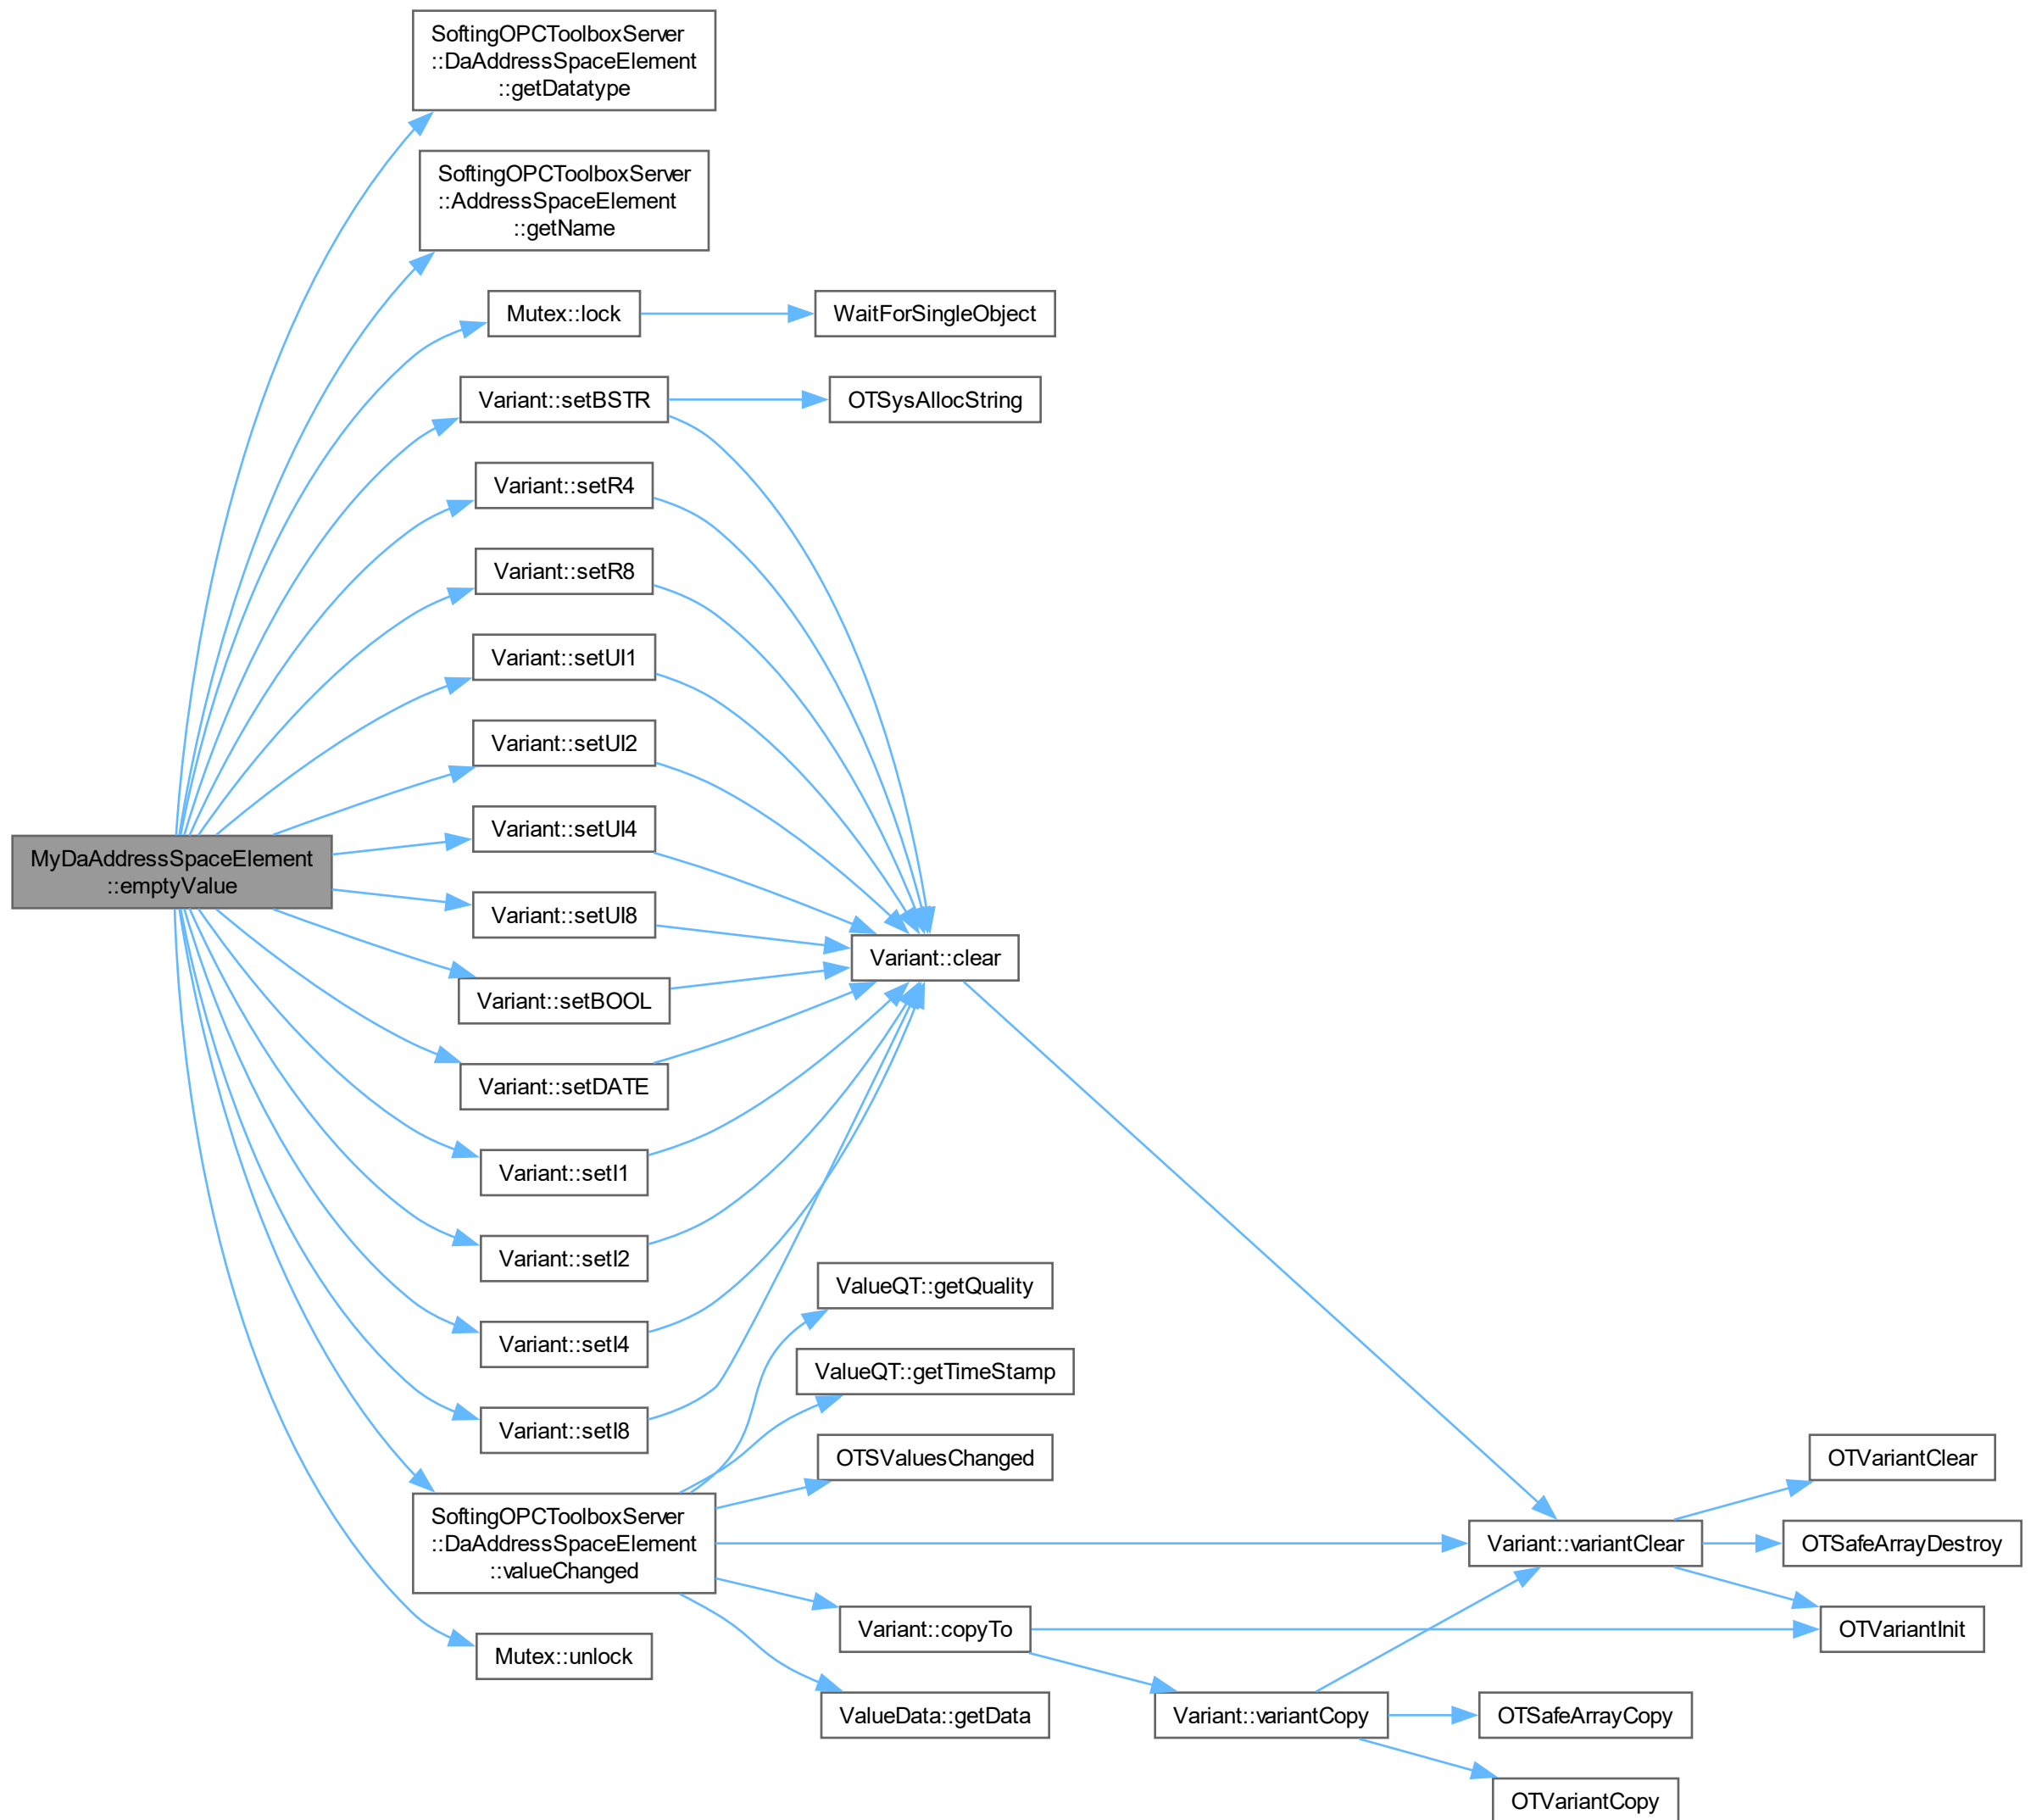 SoftingOPCToolboxServer
::DaAddressSpaceElement
::getDatatype
SoftingOPCToolboxServer
::AddressSpaceElement
::getName
Mutex::lock
WaitForSingleObject
Variant::setBSTR
OTSysAllocString
Variant::setR4
Variant::setR8
Variant::setUI1
Variant::setUI2
Variant::setUI4
MyDaAddressSpaceElement
::emptyValue
Variant::setUI8
Variant::clear
Variant::setBOOL
Variant::setDATE
Variant::setI1
Variant::setI2
ValueQT::getQuality
Variant::setI4
ValueQT::getTimeStamp
Variant::setI8
OTSValuesChanged
OTVariantClear
SoftingOPCToolboxServer
::DaAddressSpaceElement
::valueChanged
Variant::variantClear
OTSafeArrayDestroy
Variant::copyTo
OTVariantInit
Mutex::unlock
ValueData::getData
Variant::variantCopy
OTSafeArrayCopy
OTVariantCopy